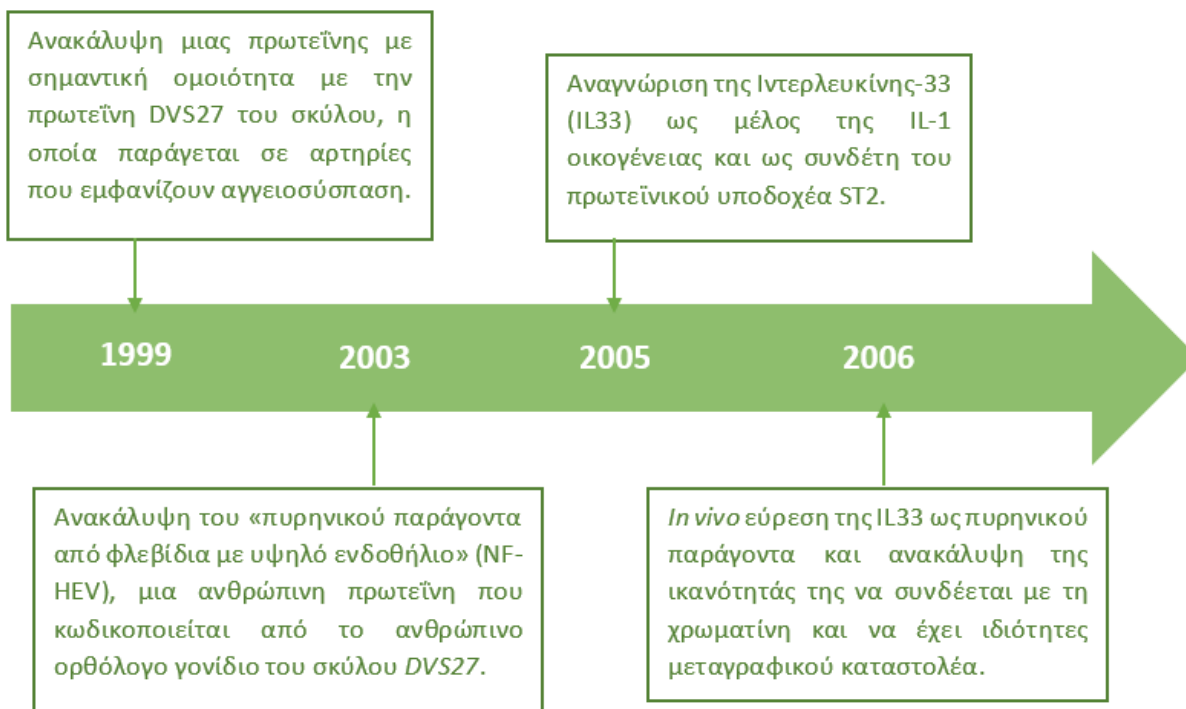 Ανακάλυψη μιας πρωτεΐνης με
σημαντική ομοιότητα με την
πρωτεΐνη DVS27 του σκύλου, η
οποία παράγεται σε αρτηρίες
που εμφανίζουν αγγειοσύσπαση.
Αναγνώριση της Ιντερλευκίνης-33
(IL33) ως μέλος της IL-1
οικογένειας και ως συνδέτη του
πρωτεϊνικού υποδοχέα ST2.
1999
2003
2005
2006
Ανακάλυψη του «πυρηνικού παράγοντα
από φλεβίδια με υψηλό ενδοθήλιο» (NF-
HEV), μια ανθρώπινη πρωτεΐνη που
κωδικοποιείται από το ανθρώπινο
ορθόλογο γονίδιο του σκύλου DVS27.
In vivo εύρεση της IL33 ως πυρηνικού
παράγοντα και ανακάλυψη της
ικανότητάς της να συνδέεται με τη
χρωματίνη και να έχει ιδιότητες
μεταγραφικού καταστολέα.